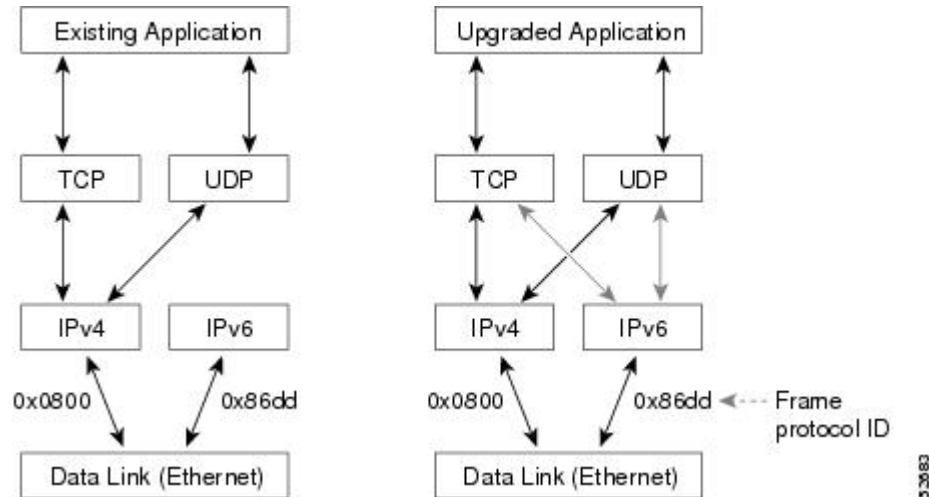 Existing Application
Upgraded Application
TCP
UDP
TCP
UDP
IPv4
IPv6
IPv4
IPv6
0x0800
0x86dd
0x0800
0x86dd
Frame
protocol ID
Data Link (Ethernet)
Data Link (Ethernet)
52683